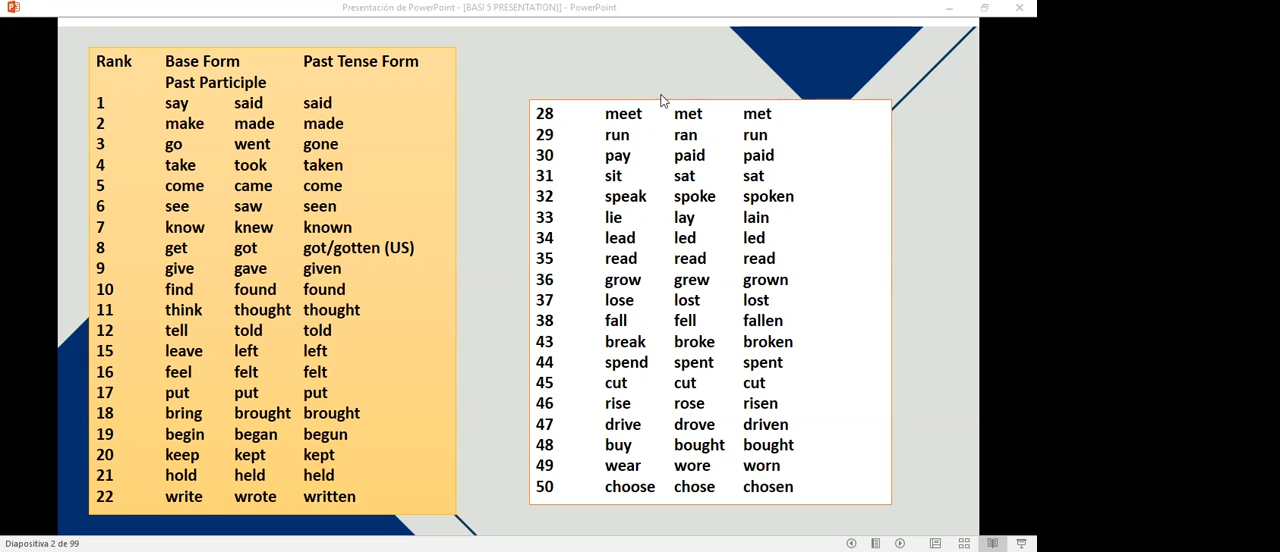 Presentación de PowerPoint - [BASI 5 PRESENTATION)] - PowerPoint
Rank Base Form Past Tense Form
Past Participle
1 say said said
2 make made made
3 go went gone
4 take took taken
5 come came come
6 see saw seen
7 know knew known
8 get got got/gotten (US)
9 give gave given
10 find found found
11 think thought thought
12 tell told told
15 leave left left
16 feel felt felt
17 put put put
18 bring brought brought
19 begin began begun
20 keep kept kept
21 hold held held
22 write wrote written
28 meet met met
29 run ran run
30 pay paid paid
31 sit sat sat
32 speak spoke spoken
33 lie lay lain
34 lead led led
35 read read read
36 grow grew grown
37 lose lost lost
38 fall fell fallen
43 break broke broken
44 spend spent spent
45 cut cut cut
46 rise rose risen
47 drive drove driven
48 buy bought bought
49 wear wore worn
50 choose chose chosen
Diapositiva 2 de 99